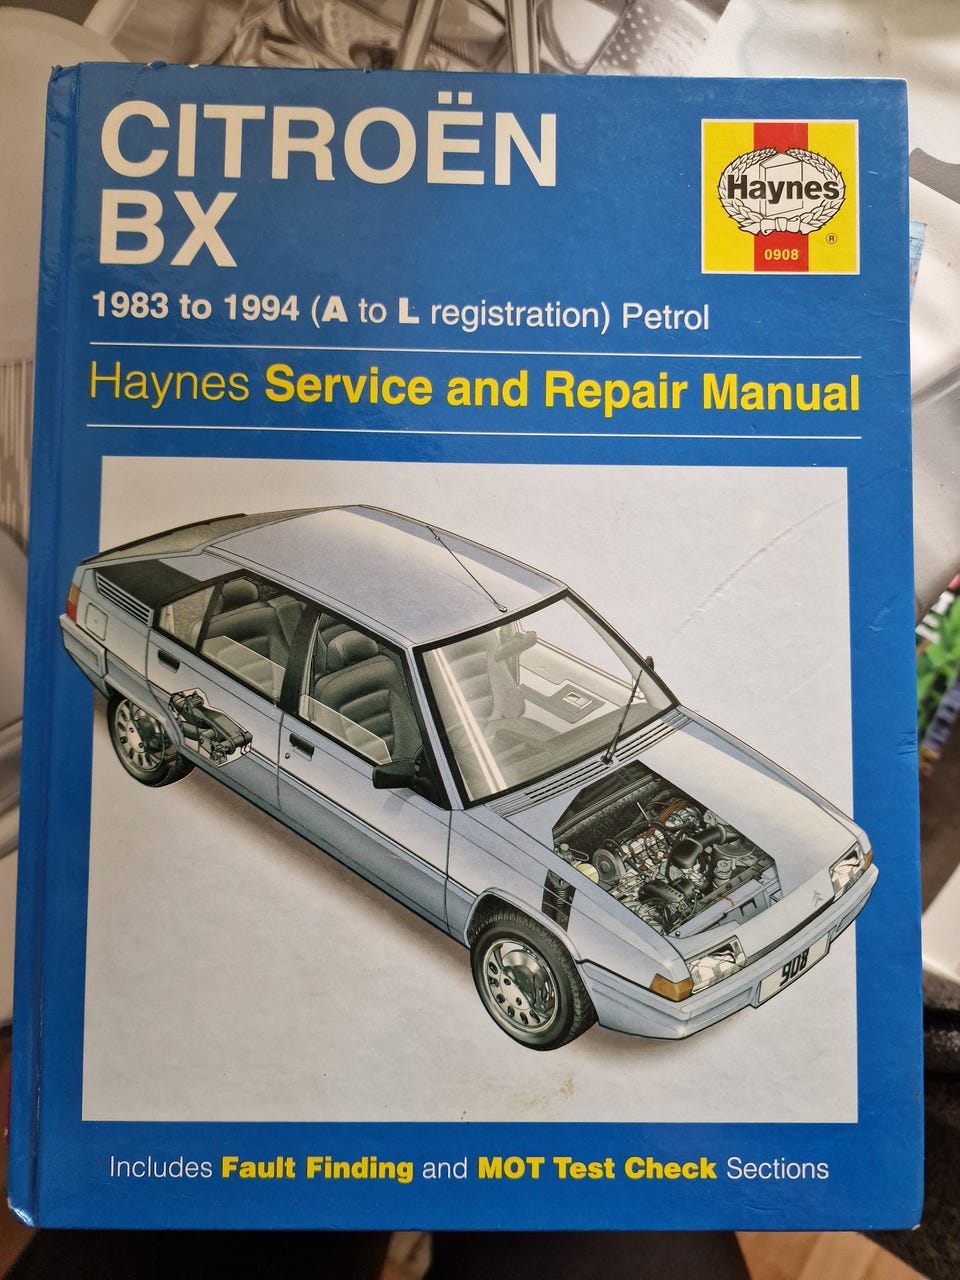 CITROËN
BX
Haynes
®
0908
1983 to 1994 (A to L registration) Petrol
Haynes Service and Repair Manual
908
Includes Fault Finding and MOT Test Check Sections